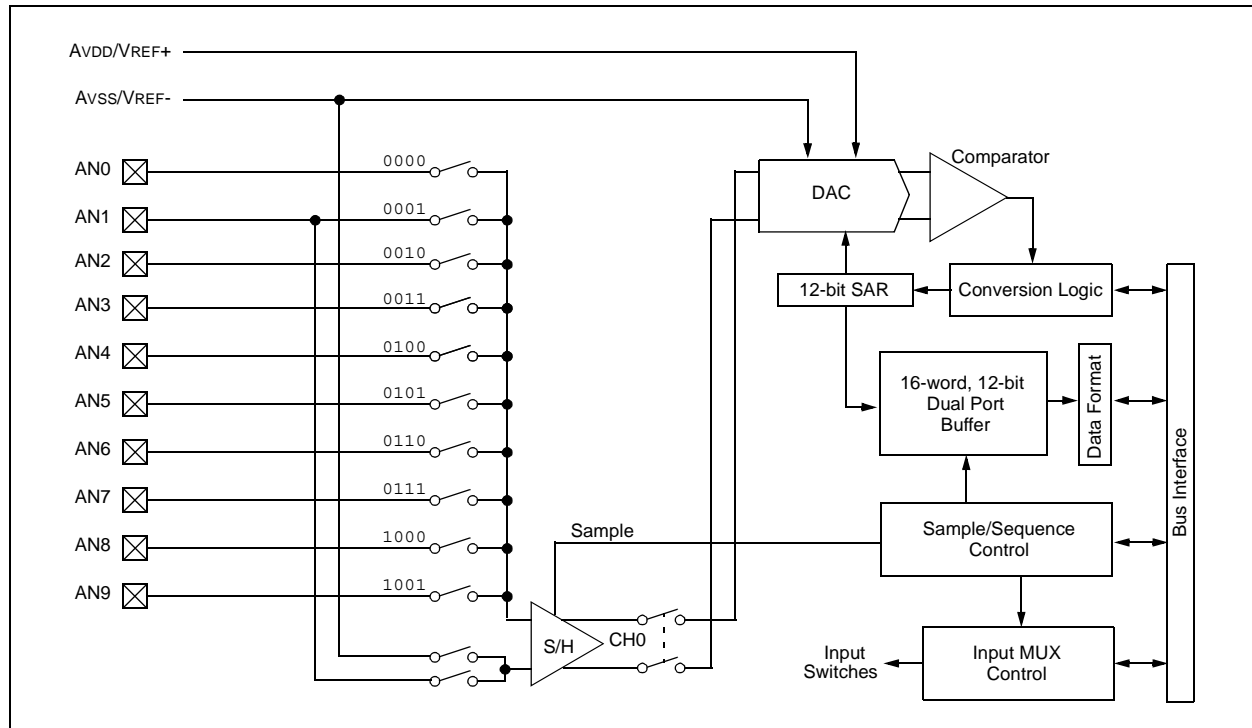 AVDD/VREF+
AVSS/VREF-
AN0
0000
AN1
0001
AN2
0010
AN3
0011
AN4
0100
AN5
0101
AN6
0110
AN7
0111
AN8
1000
AN9
1001
S/H
CH0
Sample
DAC
Comparator
12-bit SAR
Conversion Logic
16-word, 12-bit
Dual Port
Buffer
Data Format
Bus Interface
Sample/Sequence
Control
Input
Switches
Input MUX
Control